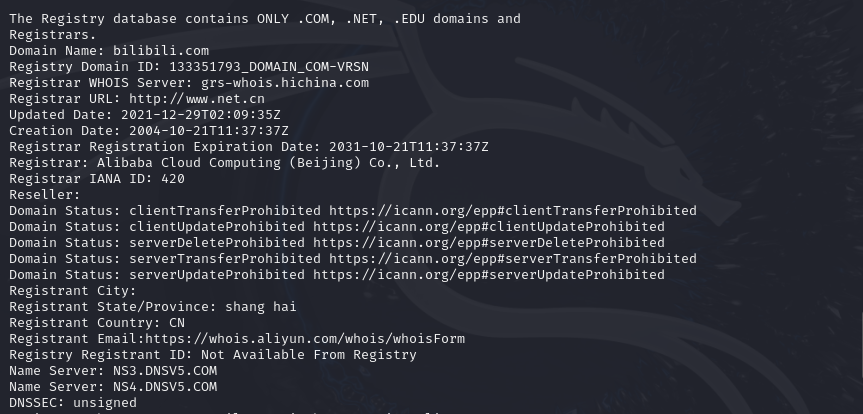 The Registry database contains ONLY .COM, .NET, .EDU domains and
Registrars.
Domain Name: bilibili.com
Registry Domain ID: 133351793_DOMAIN_COM-VRSN
Registrar WHOIS Server: grs-whois.hichina.com
Registrar URL: http://www.net.cn
Updated Date: 2021-12-29T02:09:35Z
Creation Date: 2004-10-21T11:37:37Z
Registrar Registration Expiration Date: 2031-10-21T11:37:37Z
Registrar: Alibaba Cloud Computing (Beijing) Co., Ltd.
Registrar IANA ID: 420
Reseller:
Domain Status: clientTransferProhibited https://icann.org/epp#clientTransferProhibited
Domain Status: clientUpdateProhibited https://icann.org/epp#clientUpdateProhibited
Domain Status: serverDeleteProhibited https://icann.org/epp#serverDeleteProhibited
Domain Status: serverTransferProhibited https://icann.org/epp#serverTransferProhibited
Domain Status: serverUpdateProhibited https://icann.org/epp#serverUpdateProhibited
Registrant City:
Registrant State/Province: shang hai
Registrant Country: CN
Registrant Email:https://whois.aliyun.com/whois/whoisForm
Registry Registrant ID: Not Available From Registry
Name Server: NS3.DNSV5.COM
Name Server: NS4.DNSV5.COM
DNSSEC: unsigned